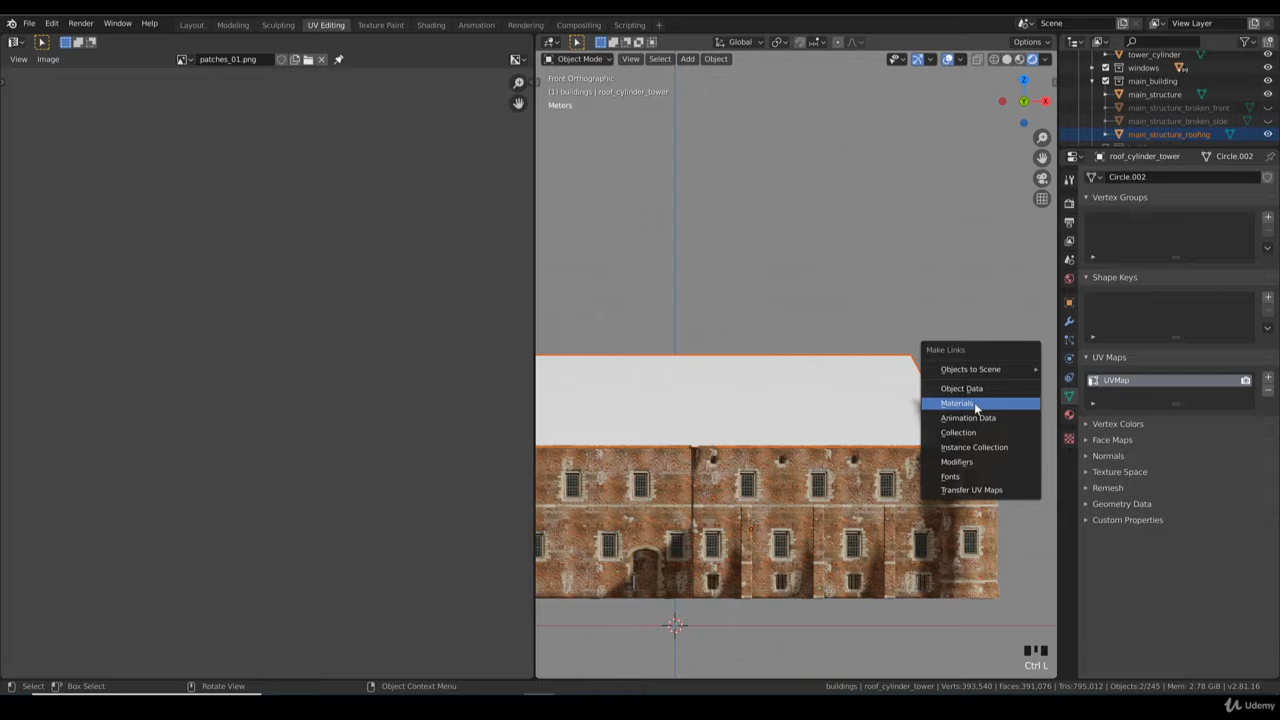 File Edit Render Window Help
Layout Modeling Sculpting UV Editing Texture Paint Shading Animation Rendering Compositing Scripting +
Scene
View Layer
View Image
patches_01.png
Global
Options
Object Mode View Select Add Object
Front Orthographic
(1) buildings | roof_cylinder_tower
Meters
Z
Y
X
tower_cylinder
windows
main_building
main_structure
main_structure_broken_front
main_structure_broken_side
main_structure_roofing
roof_cylinder_tower
Circle.002
Circle.002
Vertex Groups
Shape Keys
UV Maps
UVMap
Vertex Colors
Face Maps
Normals
Texture Space
Remesh
Geometry Data
Custom Properties
Make Links
Objects to Scene
Object Data
Materials
Animation Data
Collection
Instance Collection
Modifiers
Fonts
Transfer UV Maps
Ctrl L
Select
Box Select
Rotate View
Object Context Menu
buildings | roof_cylinder_tower | Verts:393,540 | Faces:391,076 | Tris:795,012 | Objects:2/245 | Mem: 2.78 GiB | v2.81.16
Udemy